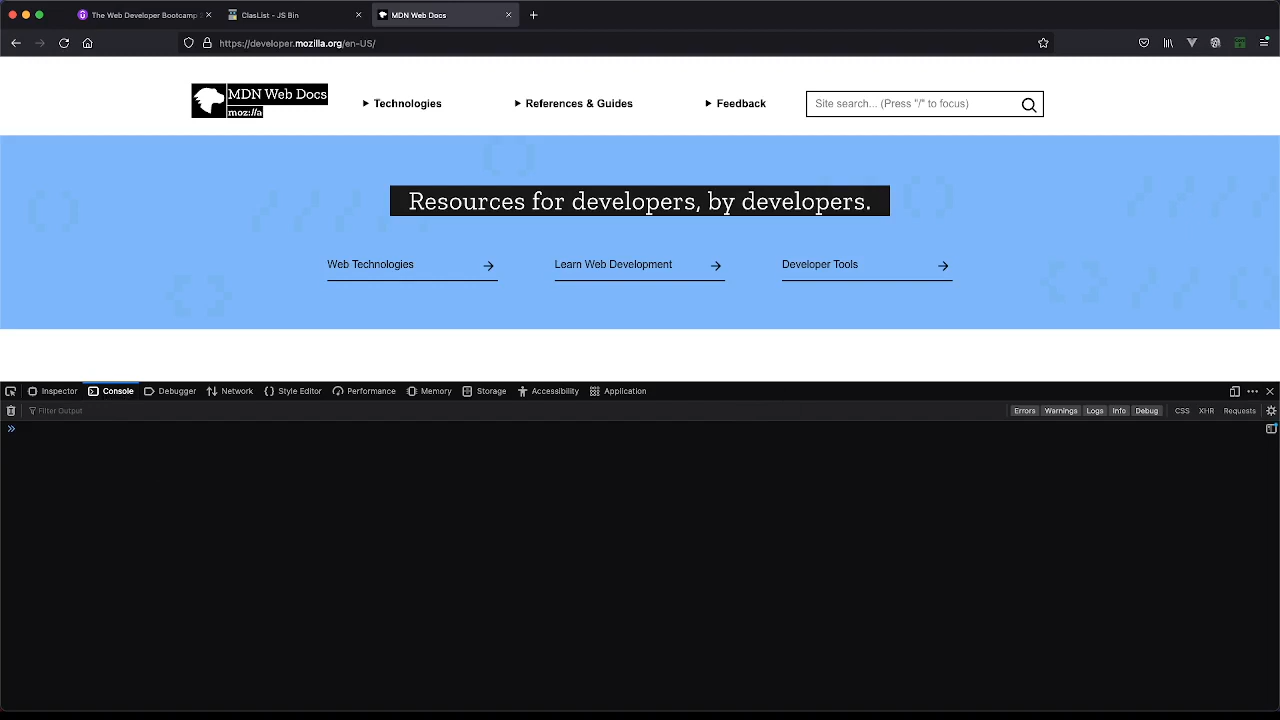 The Web Developer Bootcamp
ClasList - JS Bin
MDN Web Docs
https://developer.mozilla.org/en-US/
MDN Web Docs
moz://a
Technologies
References & Guides
Feedback
Site search... (Press "/" to focus)
Resources for developers, by developers.
Web Technologies
Learn Web Development
Developer Tools
Inspector
Console
Debugger
Network
Style Editor
Performance
Memory
Storage
Accessibility
Application
Filter Output
Errors
Warnings
Logs
Info
Debug
CSS
XHR
Requests